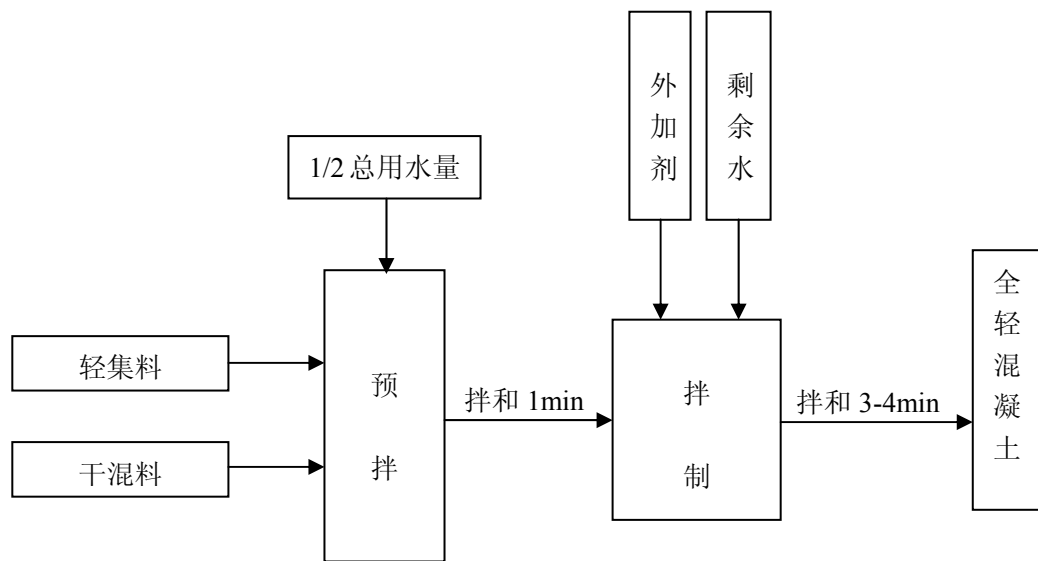 外加剂
剩余水
1/2 总用水量
全轻混凝土
轻集料
预拌
拌和 1min
拌制
拌和 3-4min
干混料